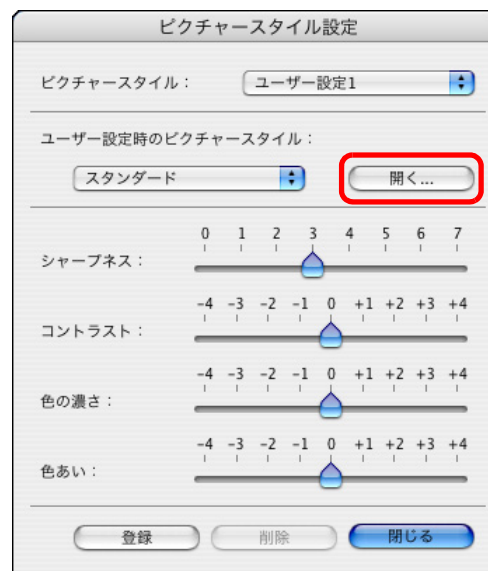 ピクチャースタイル設定
ピクチャースタイル： ユーザー設定1
ユーザー設定時のピクチャースタイル：
スタンダード 開く...
0 1 2 3 4 5 6 7
シャープネス：
-4 -3 -2 -1 0 +1 +2 +3 +4
コントラスト：
-4 -3 -2 -1 0 +1 +2 +3 +4
色の濃さ：
-4 -3 -2 -1 0 +1 +2 +3 +4
色あい：
登録 削除 閉じる